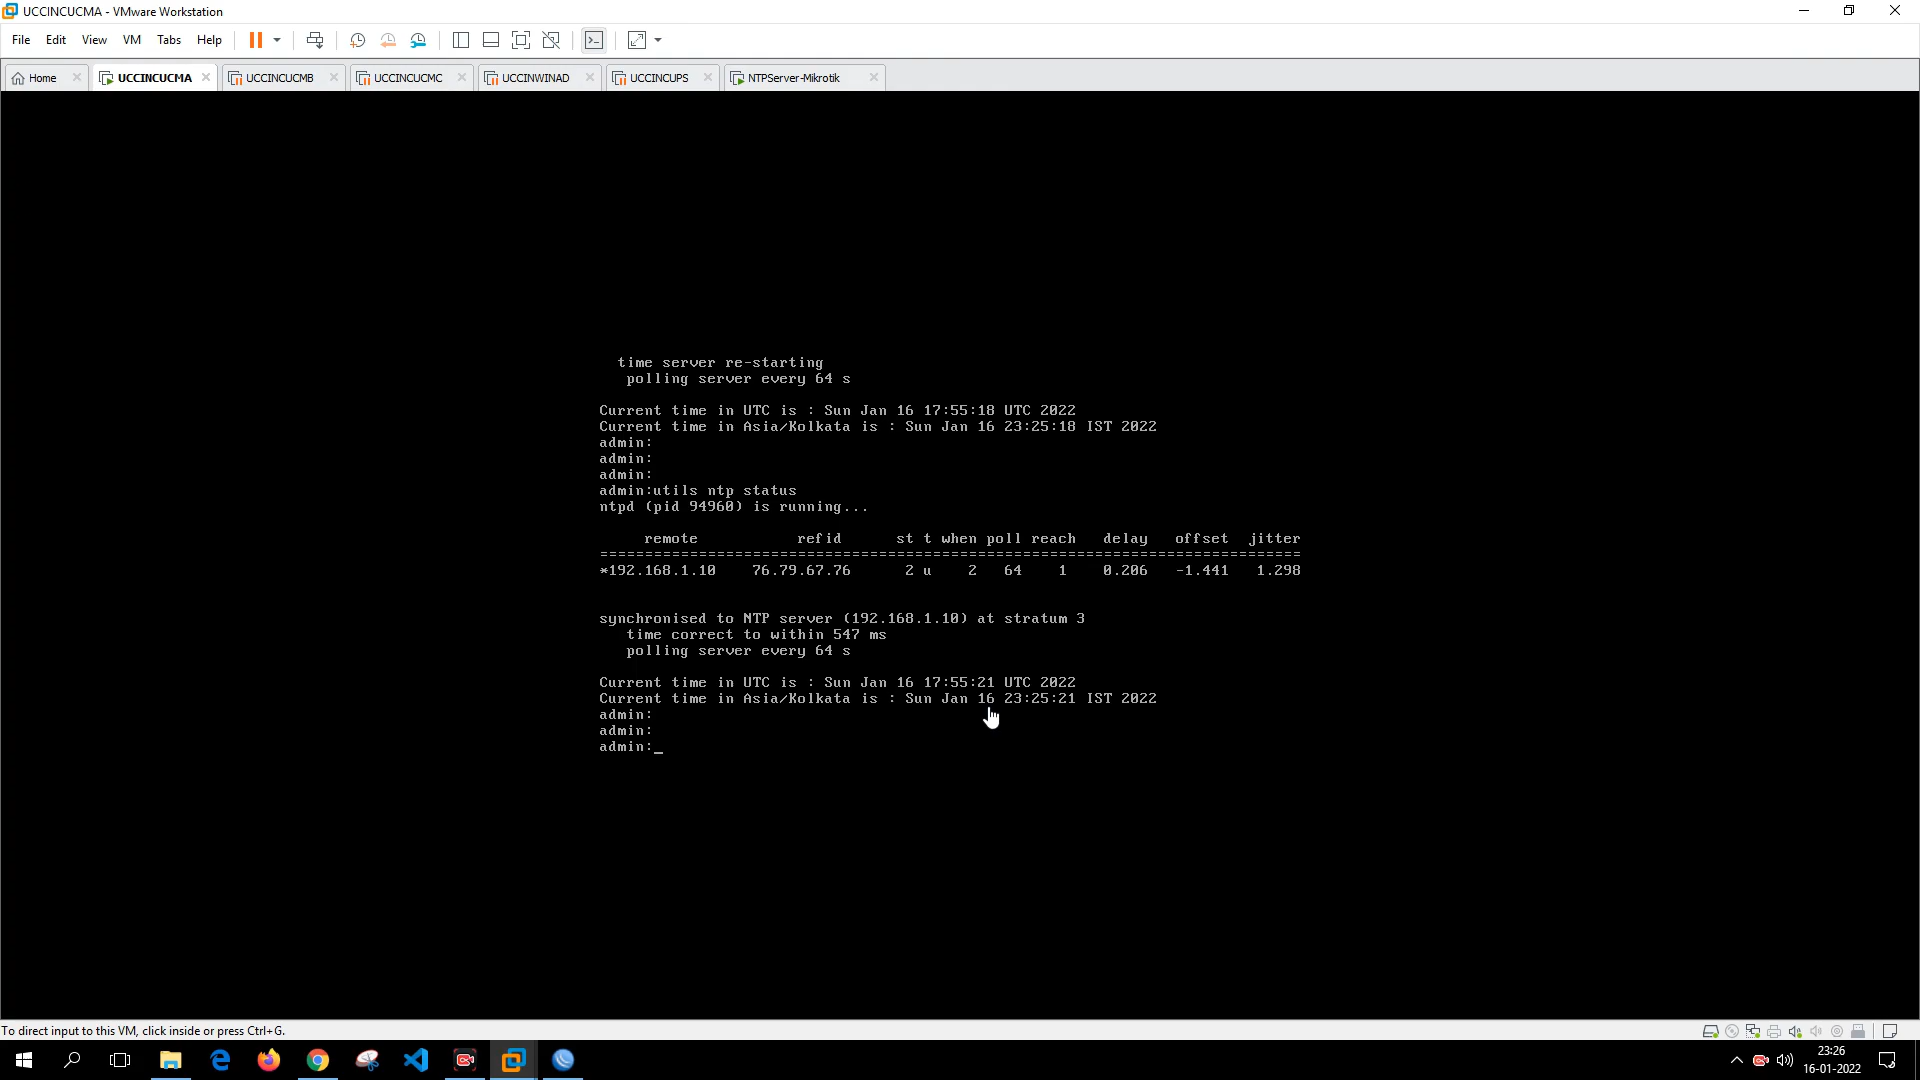 UCCINCUCMA - VMware Workstation
File Edit View VM Tabs Help
Home UCCINCUCMA UCCINCUCMB UCCINCUCMC UCCINWINAD UCCINCUPS NTPServer-Mikrotik
time server re-starting
polling server every 64 s
Current time in UTC is : Sun Jan 16 17:55:18 UTC 2022
Current time in Asia/Kolkata is : Sun Jan 16 23:25:18 IST 2022
admin:
admin:
admin:
admin:utils ntp status
ntpd (pid 94960) is running...
remote refid st t when poll reach delay offset jitter
==============================================================================
*192.168.1.10 76.79.67.76 2 u 2 64 1 0.206 -1.441 1.298
synchronised to NTP server (192.168.1.10) at stratum 3
time correct to within 547 ms
polling server every 64 s
Current time in UTC is : Sun Jan 16 17:55:21 UTC 2022
Current time in Asia/Kolkata is : Sun Jan 16 23:25:21 IST 2022
admin:
admin:
admin:_
To direct input to this VM, click inside or press Ctrl+G.
23:26
16-01-2022